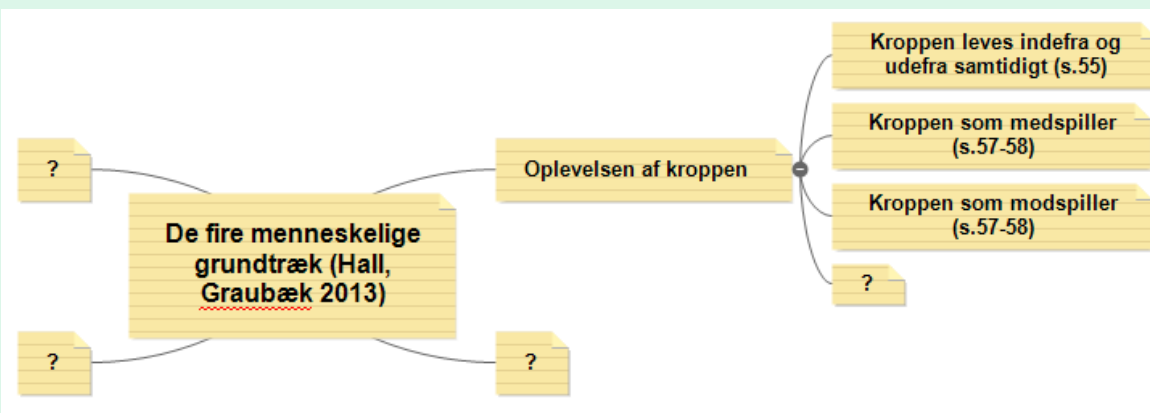 Kroppen leves indefra og
udefra samtidigt (s.55)
Kroppen som medspiller
(s.57-58)
?
Oplevelsen af kroppen
Kroppen som modspiller
(s.57-58)
De fire menneskelige
grundtræk (Hall,
Graubæk 2013)
?
?
?